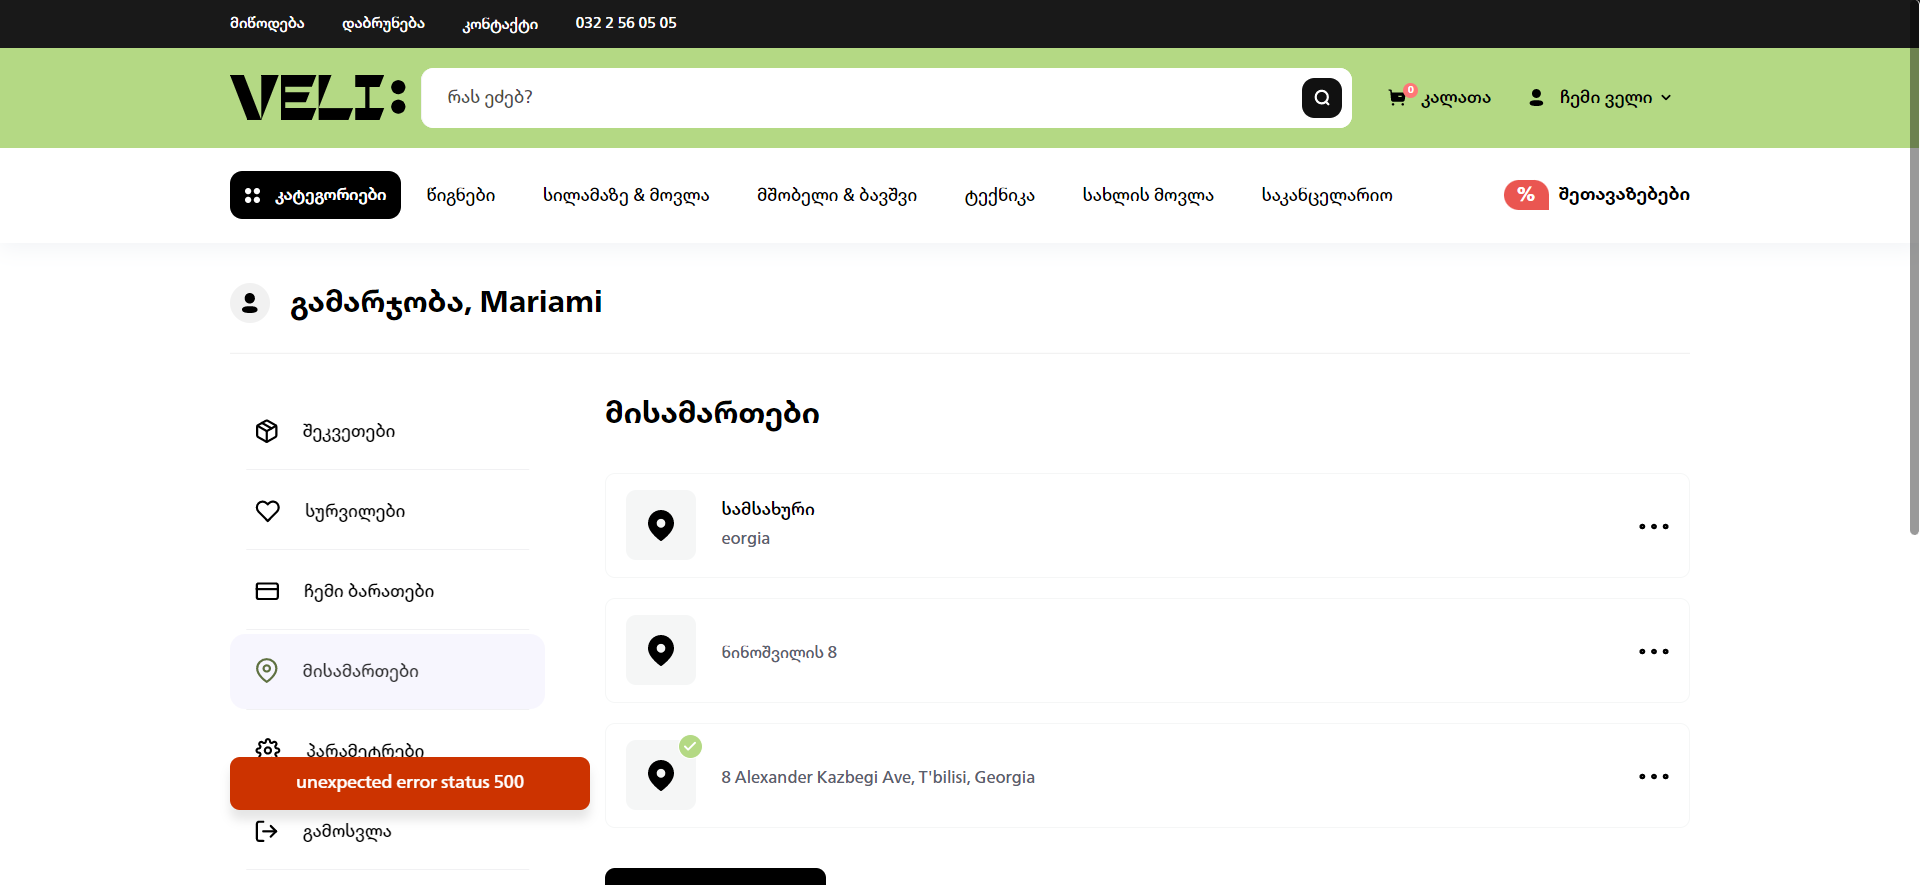 მიწოდება
დაბრუნება
კონტაქტი
032 2 56 05 05
VELI:
რას ეძებ?
0
კალათა
ჩემი ველი
კატეგორიები
წიგნები
სილამაზე & მოვლა
მშობელი & ბავშვი
ტექნიკა
სახლის მოვლა
საკანცელარიო
%
შეთავაზებები
გამარჯობა, Mariami
შეკვეთები
სურვილები
ჩემი ბარათები
მისამართები
პარამეტრები
unexpected error status 500
გამოსვლა
მისამართები
სამსახური
eorgia
ნინოშვილის 8
8 Alexander Kazbegi Ave, T'bilisi, Georgia